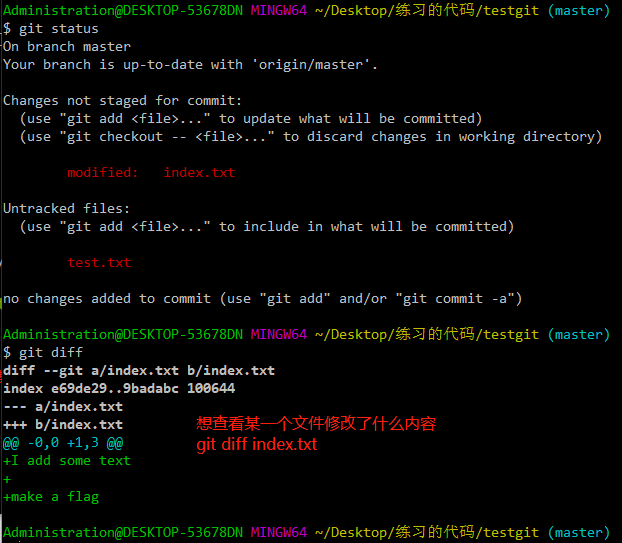 Administration@DESKTOP-53678DN MINGW64 ~/Desktop/练习的代码/testgit (master)
$ git status
On branch master
Your branch is up-to-date with 'origin/master'.
Changes not staged for commit:
  (use "git add <file>..." to update what will be committed)
  (use "git checkout -- <file>..." to discard changes in working directory)
        modified:   index.txt
Untracked files:
  (use "git add <file>..." to include in what will be committed)
        test.txt
no changes added to commit (use "git add" and/or "git commit -a")
Administration@DESKTOP-53678DN MINGW64 ~/Desktop/练习的代码/testgit (master)
$ git diff
diff --git a/index.txt b/index.txt
index e69de29..9badabc 100644
--- a/index.txt
+++ b/index.txt
@@ -0,0 +1,3 @@
+I add some text
+
+make a flag
想查看某一个文件修改了什么内容
git diff index.txt
Administration@DESKTOP-53678DN MINGW64 ~/Desktop/练习的代码/testgit (master)